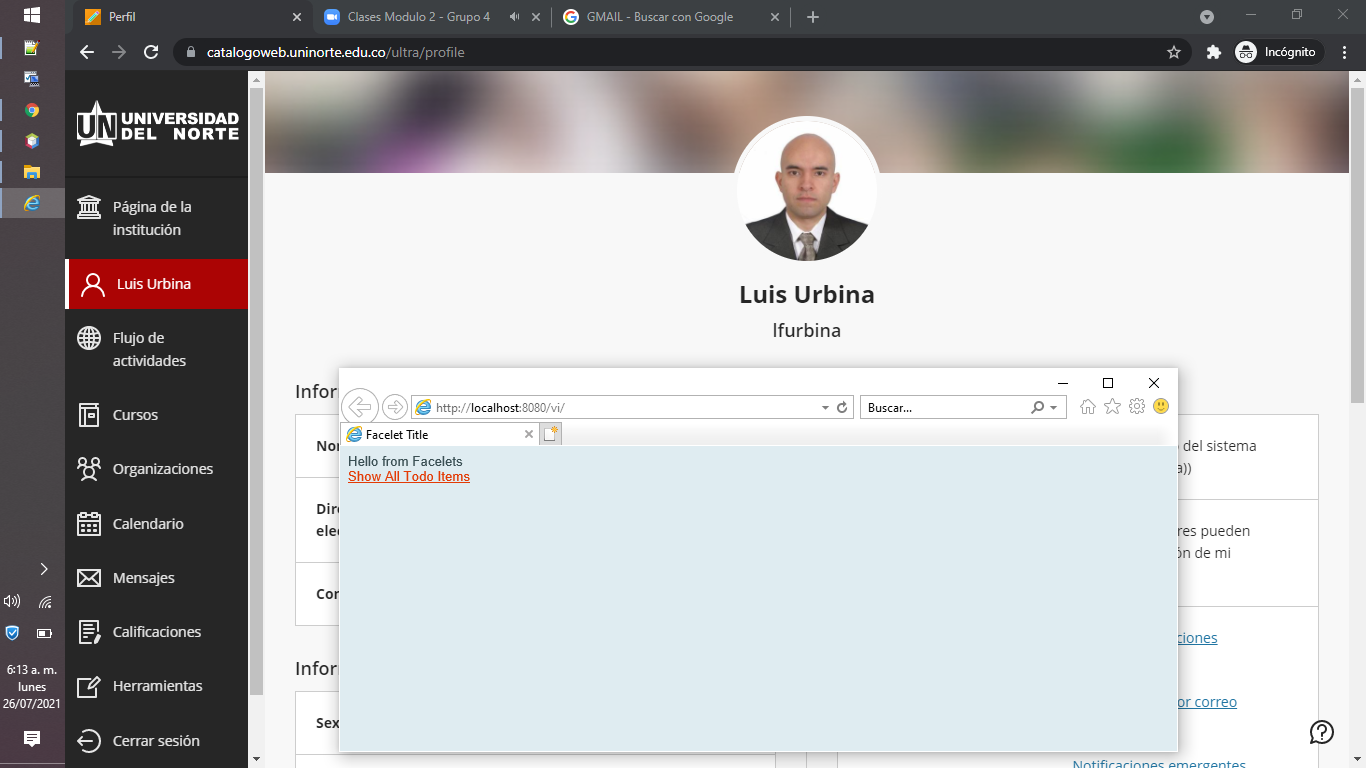 Perfil
Clases Modulo 2 - Grupo 4
GMAIL - Buscar con Google
catalogoweb.uninorte.edu.co/ultra/profile
Incógnito
UN UNIVERSIDAD
DEL NORTE
Página de la
institución
Luis Urbina
Flujo de
actividades
Cursos
Organizaciones
Calendario
Mensajes
Calificaciones
Herramientas
Cerrar sesión
6:13 a. m.
lunes
26/07/2021
Luis Urbina
lfurbina
Infor
Nor
Dire
elec
Cor
Infor
Sex
http://localhost:8080/vi/
Buscar...
Facelet Title
Hello from Facelets
Show All Todo Items
del sistema
a))
res pueden
ón de mi
ciones
or correo
Notificaciones emergentes